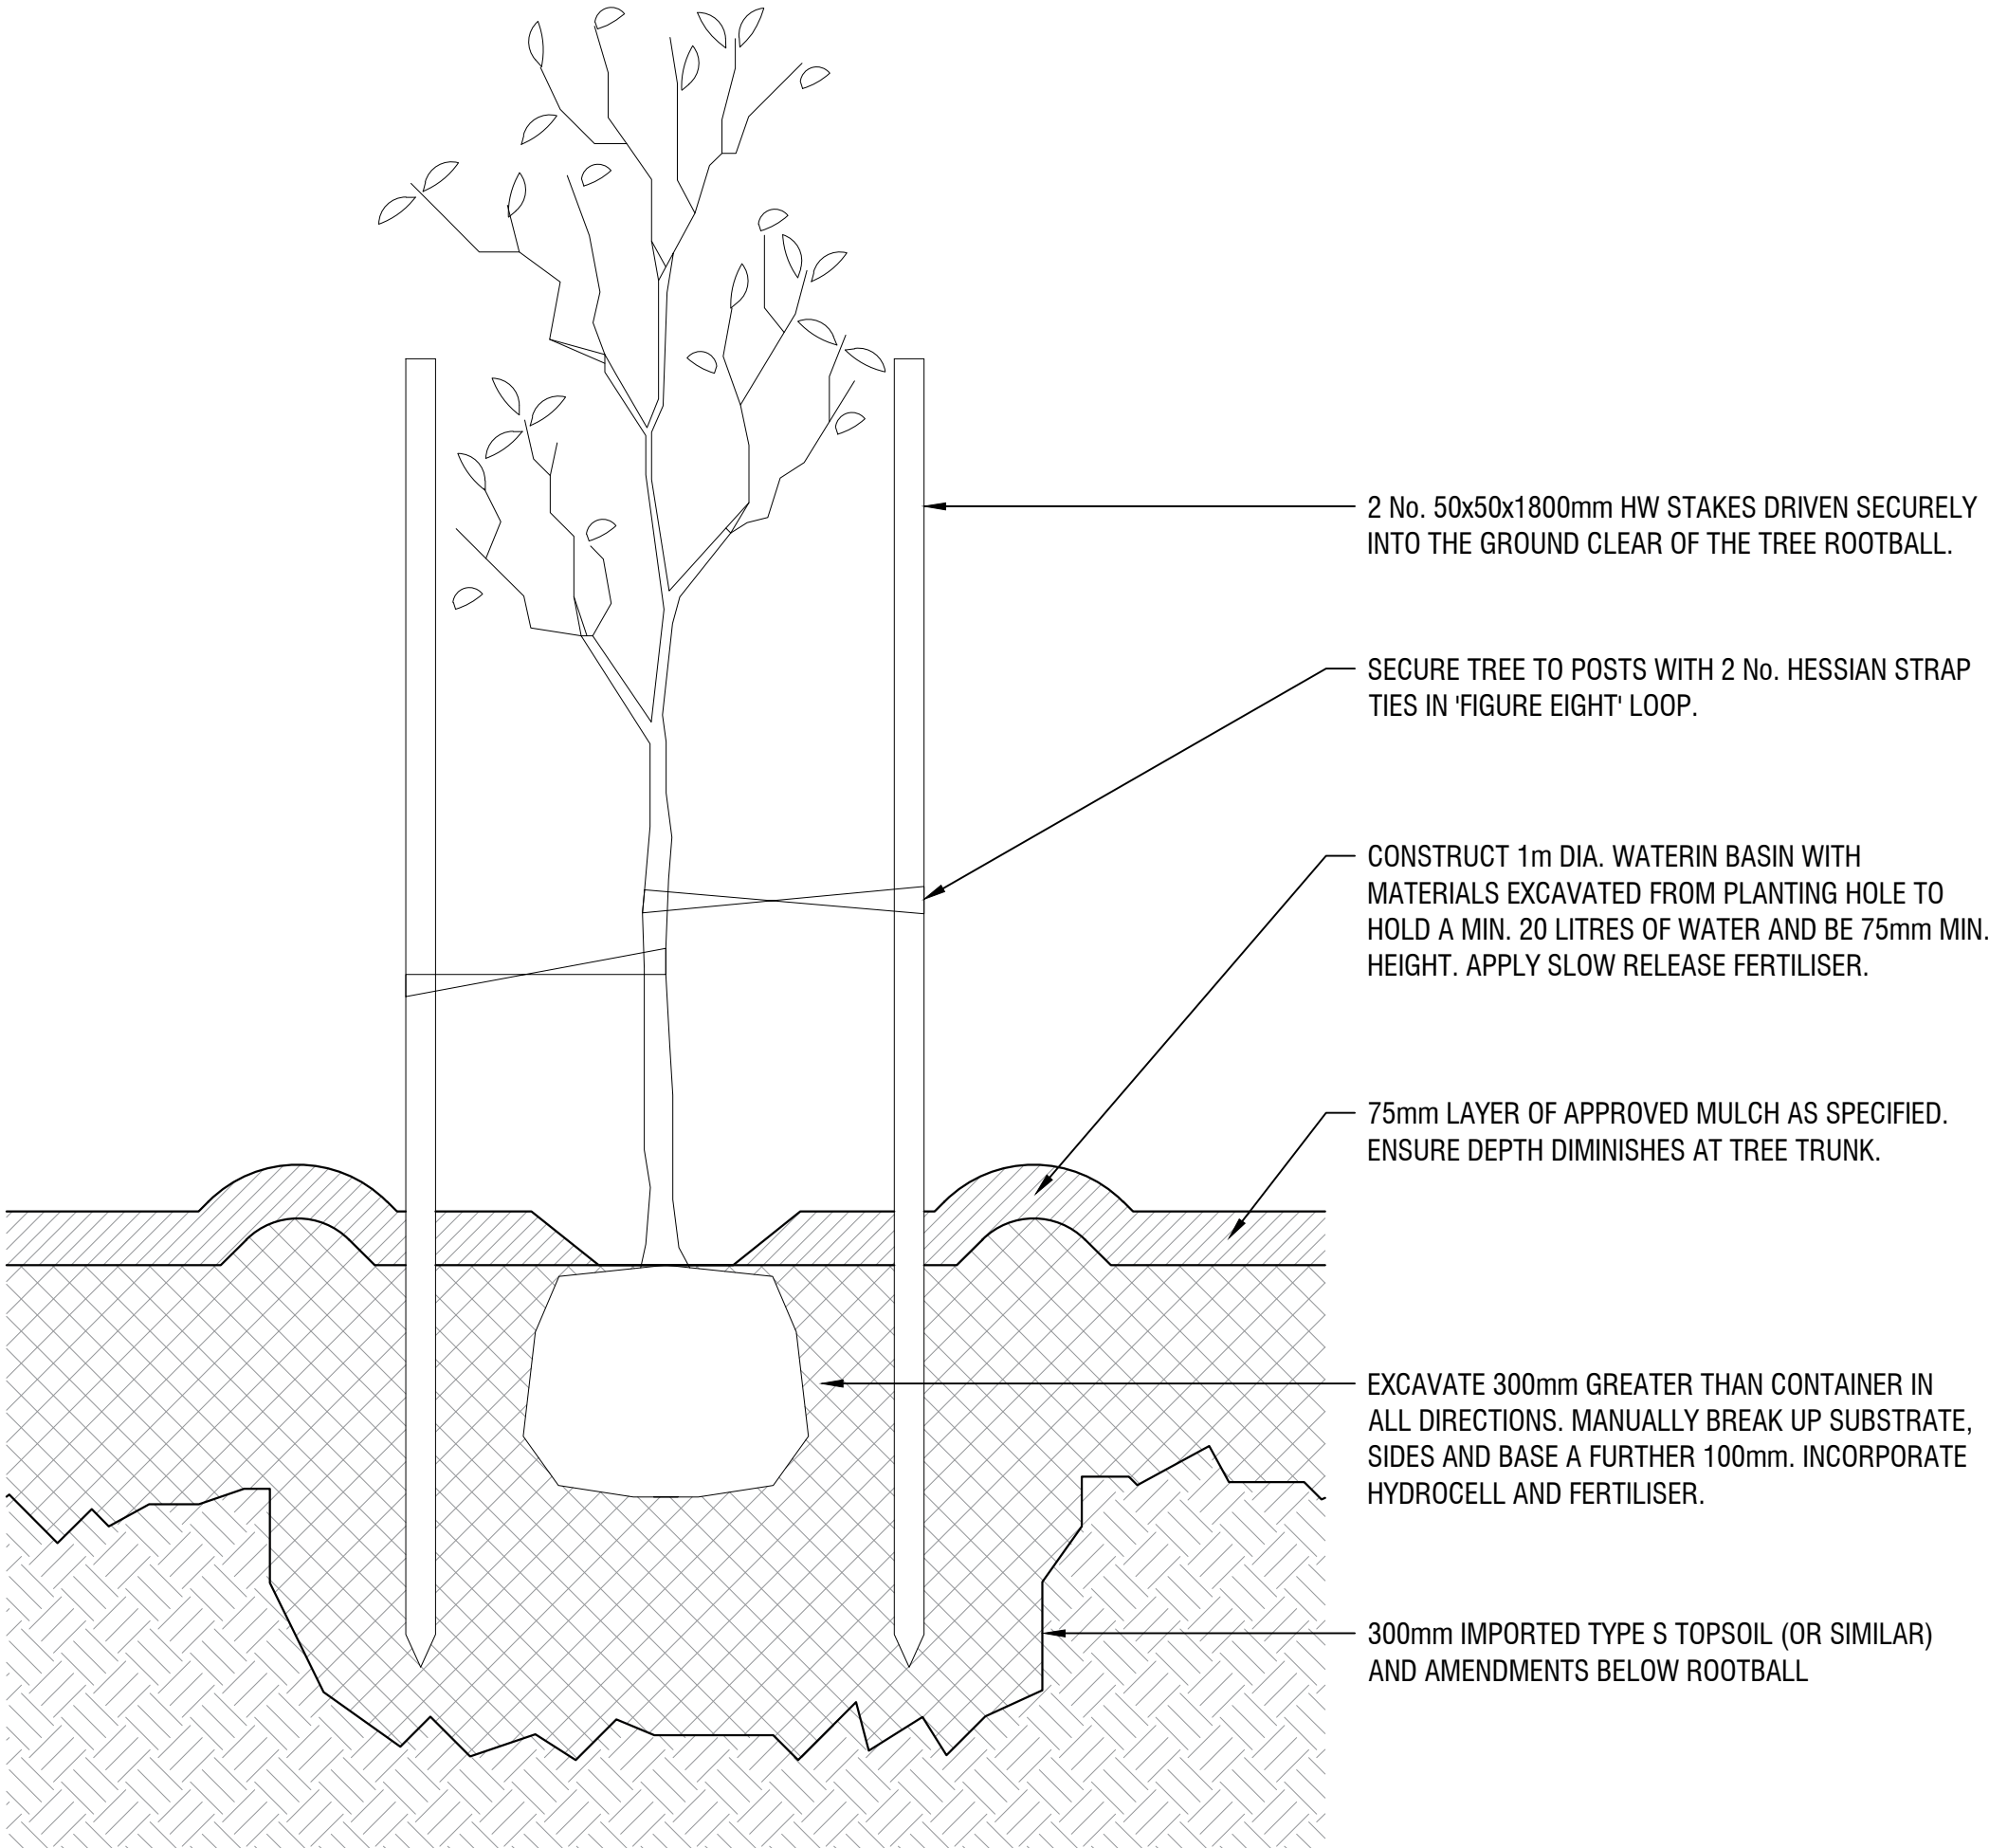 2 No. 50x50x1800mm HW STAKES DRIVEN SECURELY
INTO THE GROUND CLEAR OF THE TREE ROOTBALL.
SECURE TREE TO POSTS WITH 2 No. HESSIAN STRAP
TIES IN 'FIGURE EIGHT' LOOP.
CONSTRUCT 1m DIA. WATERIN BASIN WITH
MATERIALS EXCAVATED FROM PLANTING HOLE TO
HOLD A MIN. 20 LITRES OF WATER AND BE 75mm MIN.
HEIGHT. APPLY SLOW RELEASE FERTILISER.
75mm LAYER OF APPROVED MULCH AS SPECIFIED.
ENSURE DEPTH DIMINISHES AT TREE TRUNK.
EXCAVATE 300mm GREATER THAN CONTAINER IN
ALL DIRECTIONS. MANUALLY BREAK UP SUBSTRATE,
SIDES AND BASE A FURTHER 100mm. INCORPORATE
HYDROCELL AND FERTILISER.
300mm IMPORTED TYPE S TOPSOIL (OR SIMILAR)
AND AMENDMENTS BELOW ROOTBALL